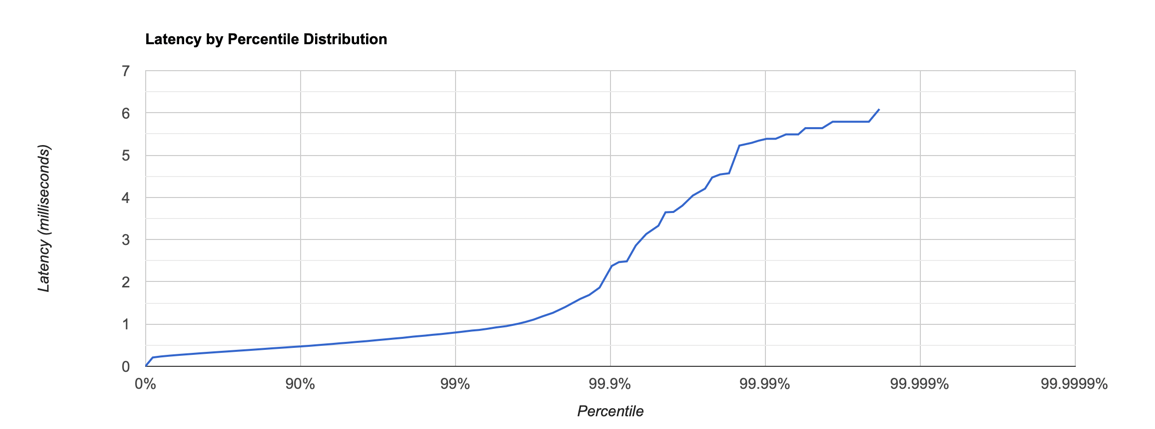 Latency by Percentile Distribution
7
6
5
4
3
2
1
0
Latency (milliseconds)
0% 90% 99% 99.9% 99.99% 99.999% 99.9999%
Percentile